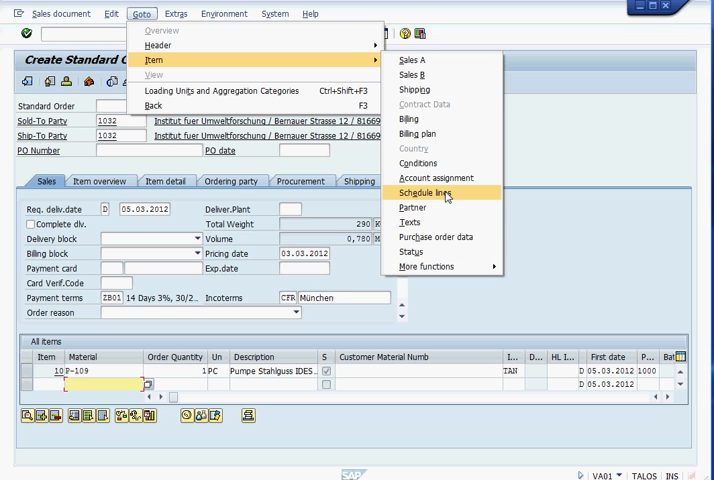 Sales document Edit Goto Extras Environment System Help
Overview
Header
Item
View
Loading Units and Aggregation Categories Ctrl+Shift+F3
Back F3
Sales A
Sales B
Shipping
Contract Data
Billing
Billing plan
Country
Conditions
Account assignment
Schedule lines
Partner
Texts
Purchase order data
Status
More functions
Create Standard
Standard Order
Sold-To Party 1032 Institut fuer Umweltforschung / Bernauer Strasse 12 / 81669
Ship-To Party 1032 Institut fuer Umweltforschung / Bernauer Strasse 12 / 81669
PO Number PO date
Sales Item overview Item detail Ordering party Procurement Shipping
Req. deliv.date D 05.03.2012 Deliver.Plant
Complete dlv. Total Weight 290
Delivery block Volume 0,780
Billing block Pricing date 03.03.2012
Payment card Exp.date
Card Verif.Code
Payment terms ZB01 14 Days 3%, 30/2... Incoterms CFR München
Order reason
All items
Item Material Order Quantity Un Description S Customer Material Numb I... D... HL I... First date P... Bat
10 P-109 1 PC Pumpe Stahlguss IDES... TAN D 05.03.2012 1000
D 05.03.2012
SAP
VA01 TALOS INS